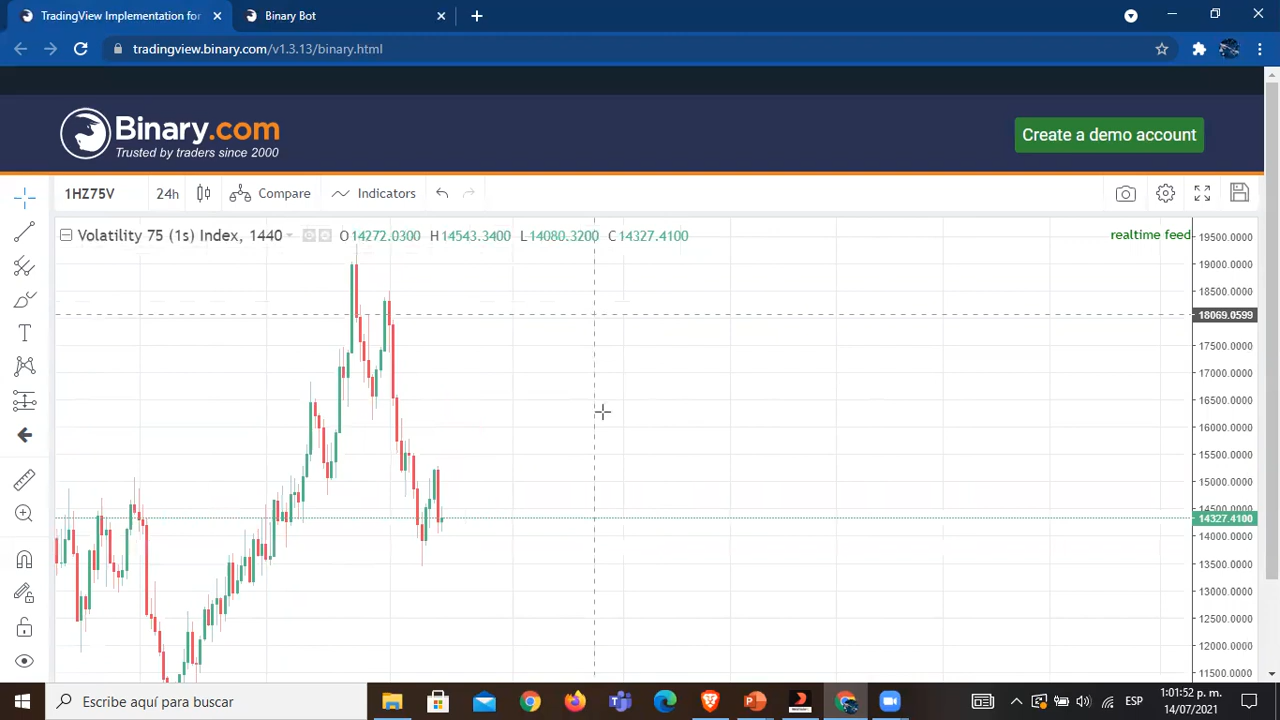 TradingView Implementation for
Binary Bot
tradingview.binary.com/v1.3.13/binary.html
Binary.com
Trusted by traders since 2000
Create a demo account
1HZ75V
24h
Compare
Indicators
Volatility 75 (1s) Index, 1440
O14272.0300 H14543.3400 L14080.3200 C14327.4100
realtime feed
19500.0000
19000.0000
18500.0000
18069.0599
17500.0000
17000.0000
16500.0000
16000.0000
15500.0000
15000.0000
14500.0000
14327.4100
14000.0000
13500.0000
13000.0000
12500.0000
12000.0000
11500.0000
Escribe aquí para buscar
ESP
1:01:52 p. m.
14/07/2021